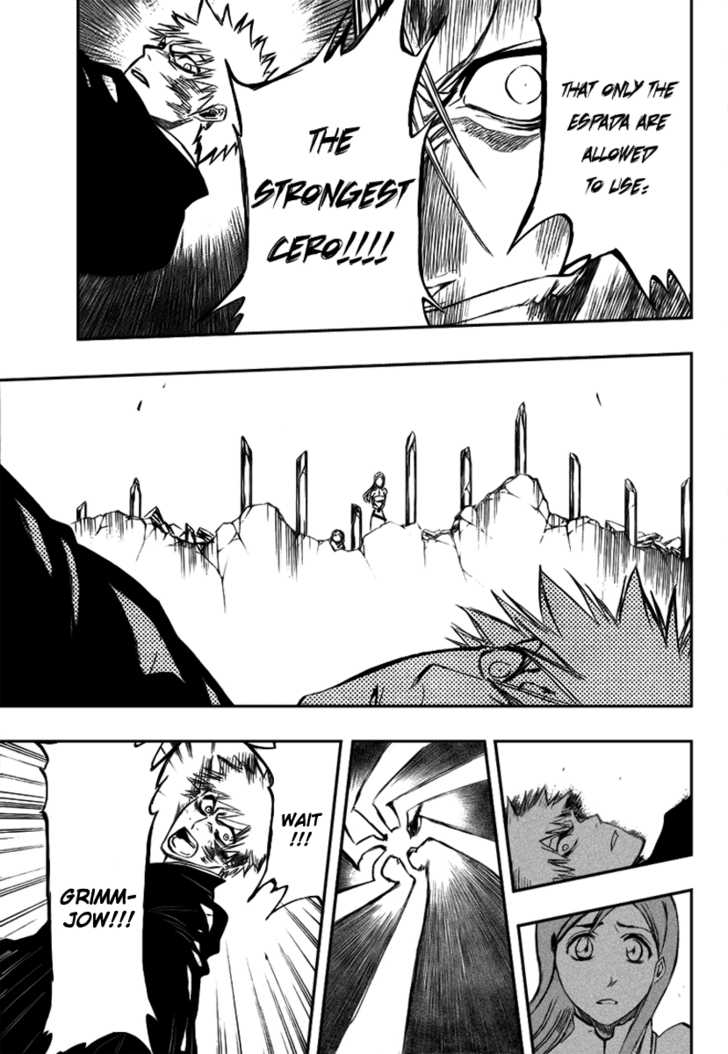 THAT ONLY THE
ESPADA ARE
ALLOWED
TO USE:
THE
STRONGEST
CERO!!!!
WAIT
!!!
GRIMM-
JOW!!!